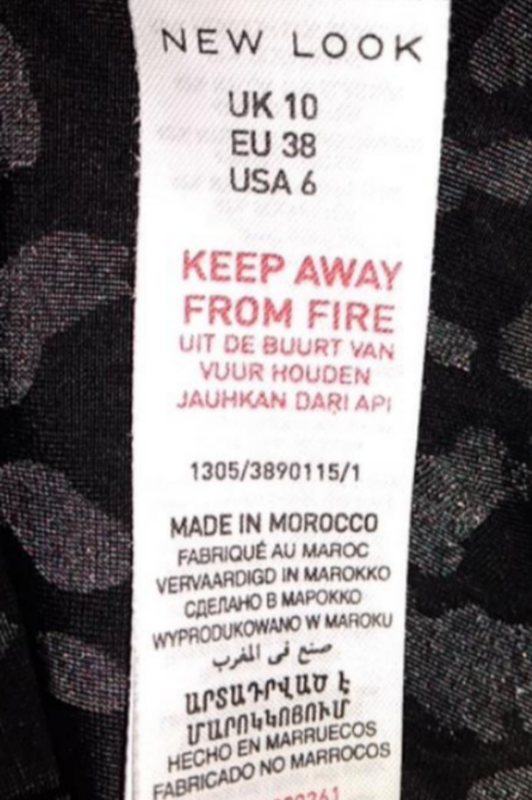 NEW LOOK
UK 10
EU 38
USA 6
KEEP AWAY
FROM FIRE
UIT DE BUURT VAN
VUUR HOUDEN
JAUHKAN DARI API
1305/3890115/1
MADE IN MOROCCO
FABRIQUÉ AU MAROC
VERVAARDIGD IN MAROKKO
СДЕЛАНО В МАРОККО
WYPRODUKOWANO W MAROKU
صنع في المغرب
ԱՐՏԱԴՐՎԱԾ Է
ՄԱՐՈԿԿՈՅՈՒՄ
HECHO EN MARRUECOS
FABRICADO NO MARROCOS